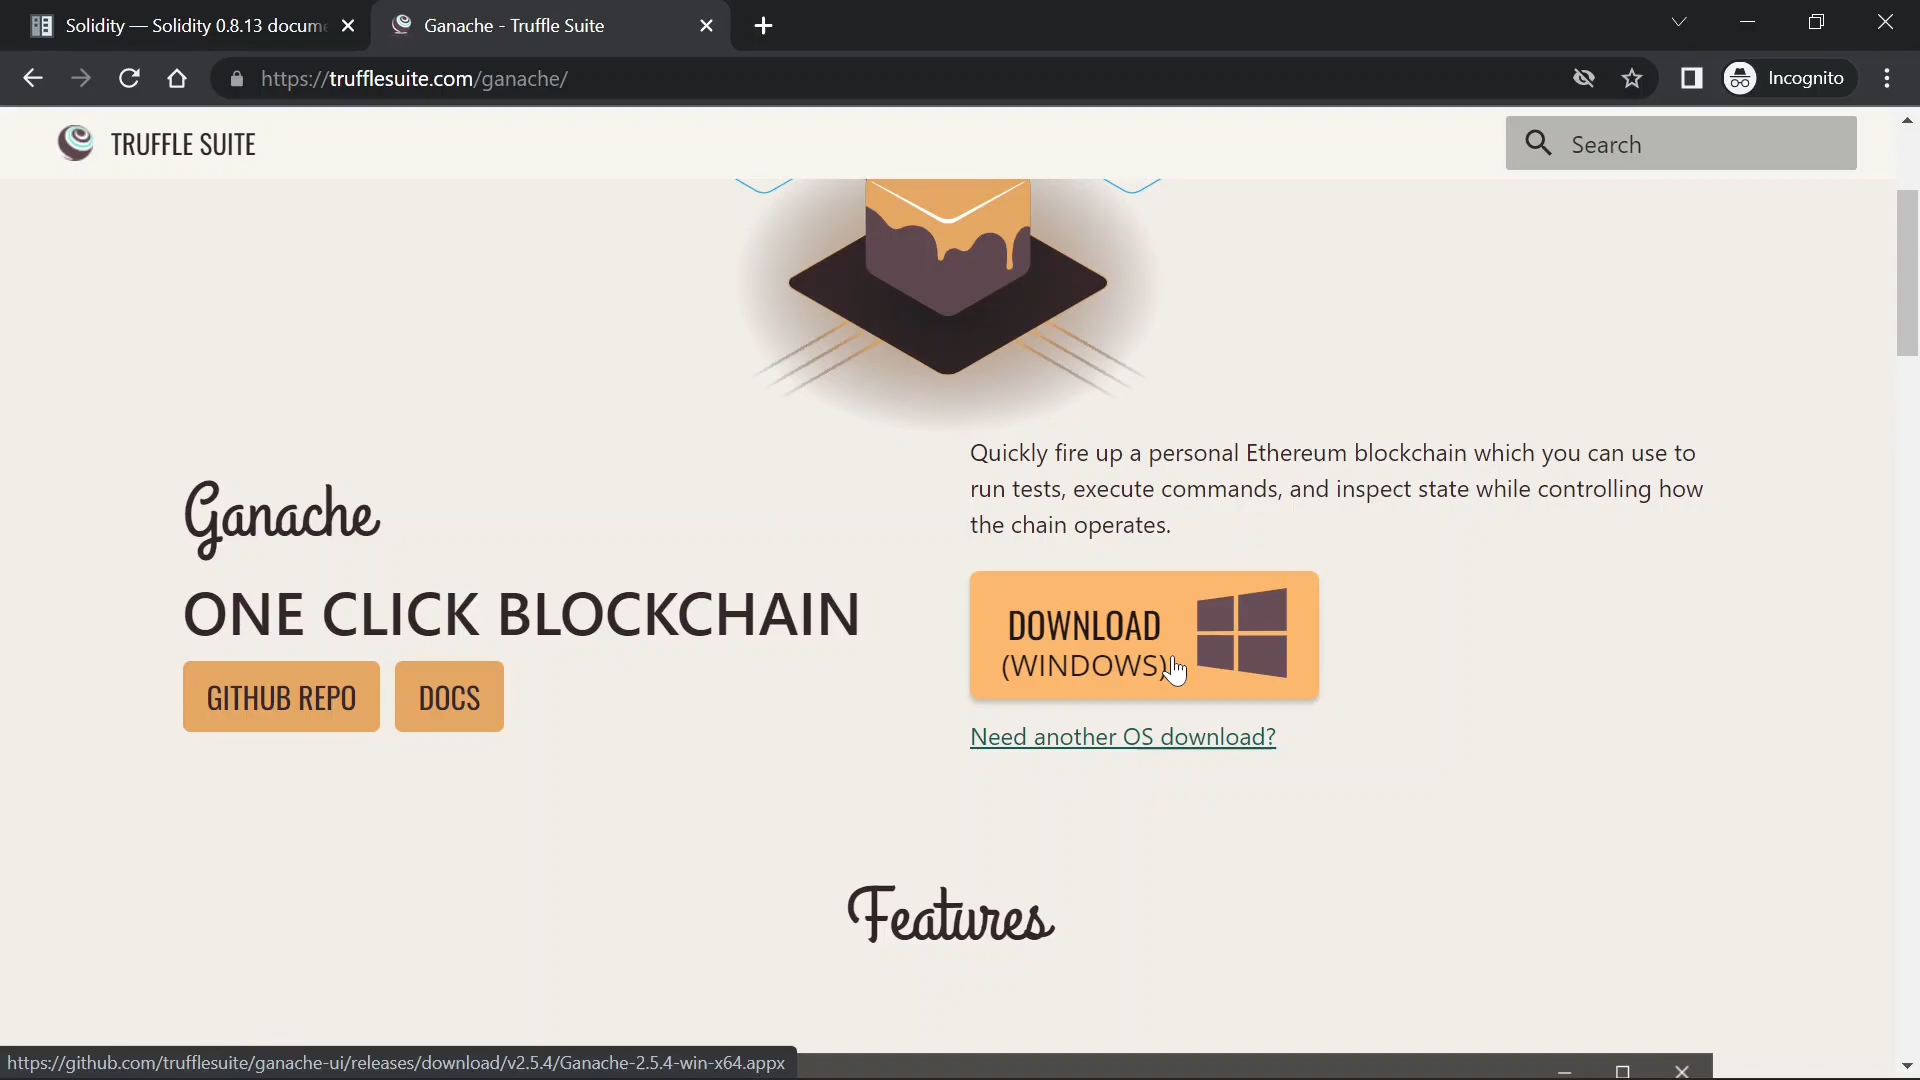 Solidity — Solidity 0.8.13 docum
Ganache - Truffle Suite
https://trufflesuite.com/ganache/
Incognito
TRUFFLE SUITE
Search
Quickly fire up a personal Ethereum blockchain which you can use to
run tests, execute commands, and inspect state while controlling how
the chain operates.
Ganache
ONE CLICK BLOCKCHAIN
GITHUB REPO
DOCS
DOWNLOAD
(WINDOWS)
Need another OS download?
Features
https://github.com/trufflesuite/ganache-ui/releases/download/v2.5.4/Ganache-2.5.4-win-x64.appx